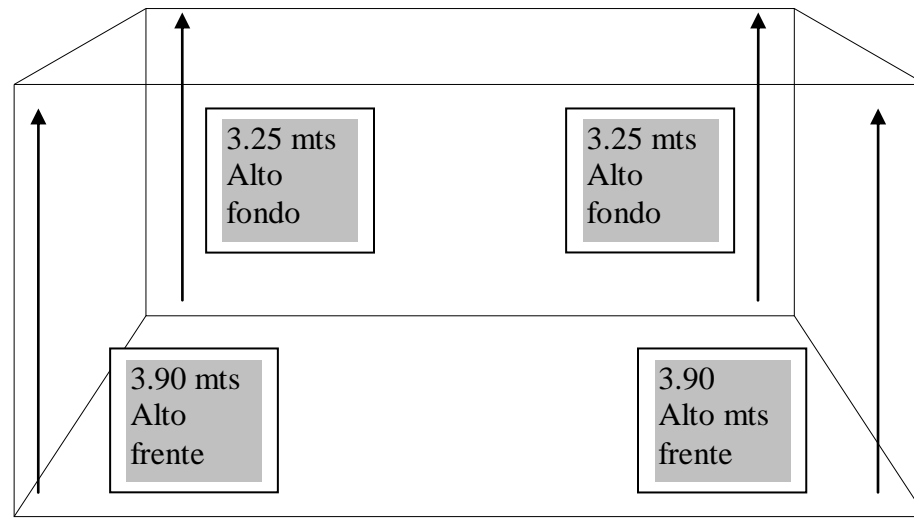 3.25 mts
Alto
fondo
3.25 mts
Alto
fondo
3.90 mts
Alto
frente
3.90
Alto mts
frente